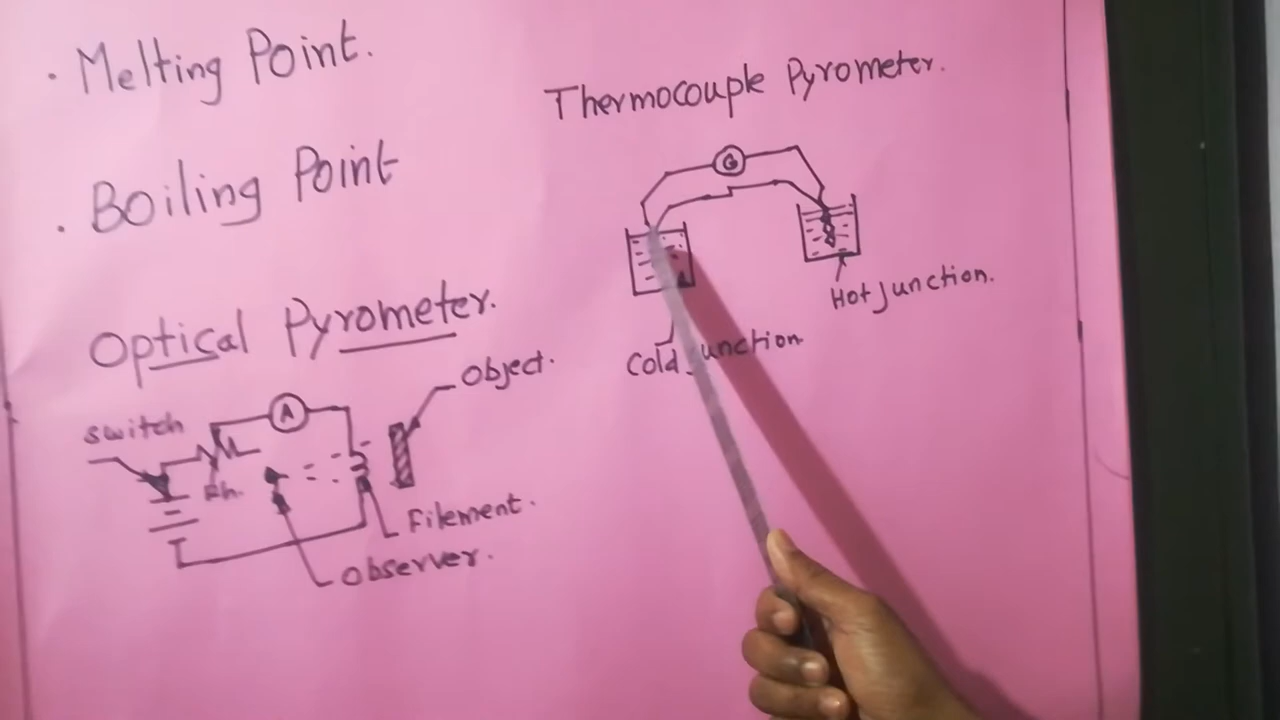 · Melting Point.
· Boiling Point
Optical Pyrometer.
switch
A
Object.
Rh.
Filement.
Observer.
Thermocouple Pyrometer.
G
Hot Junction.
Cold Junction